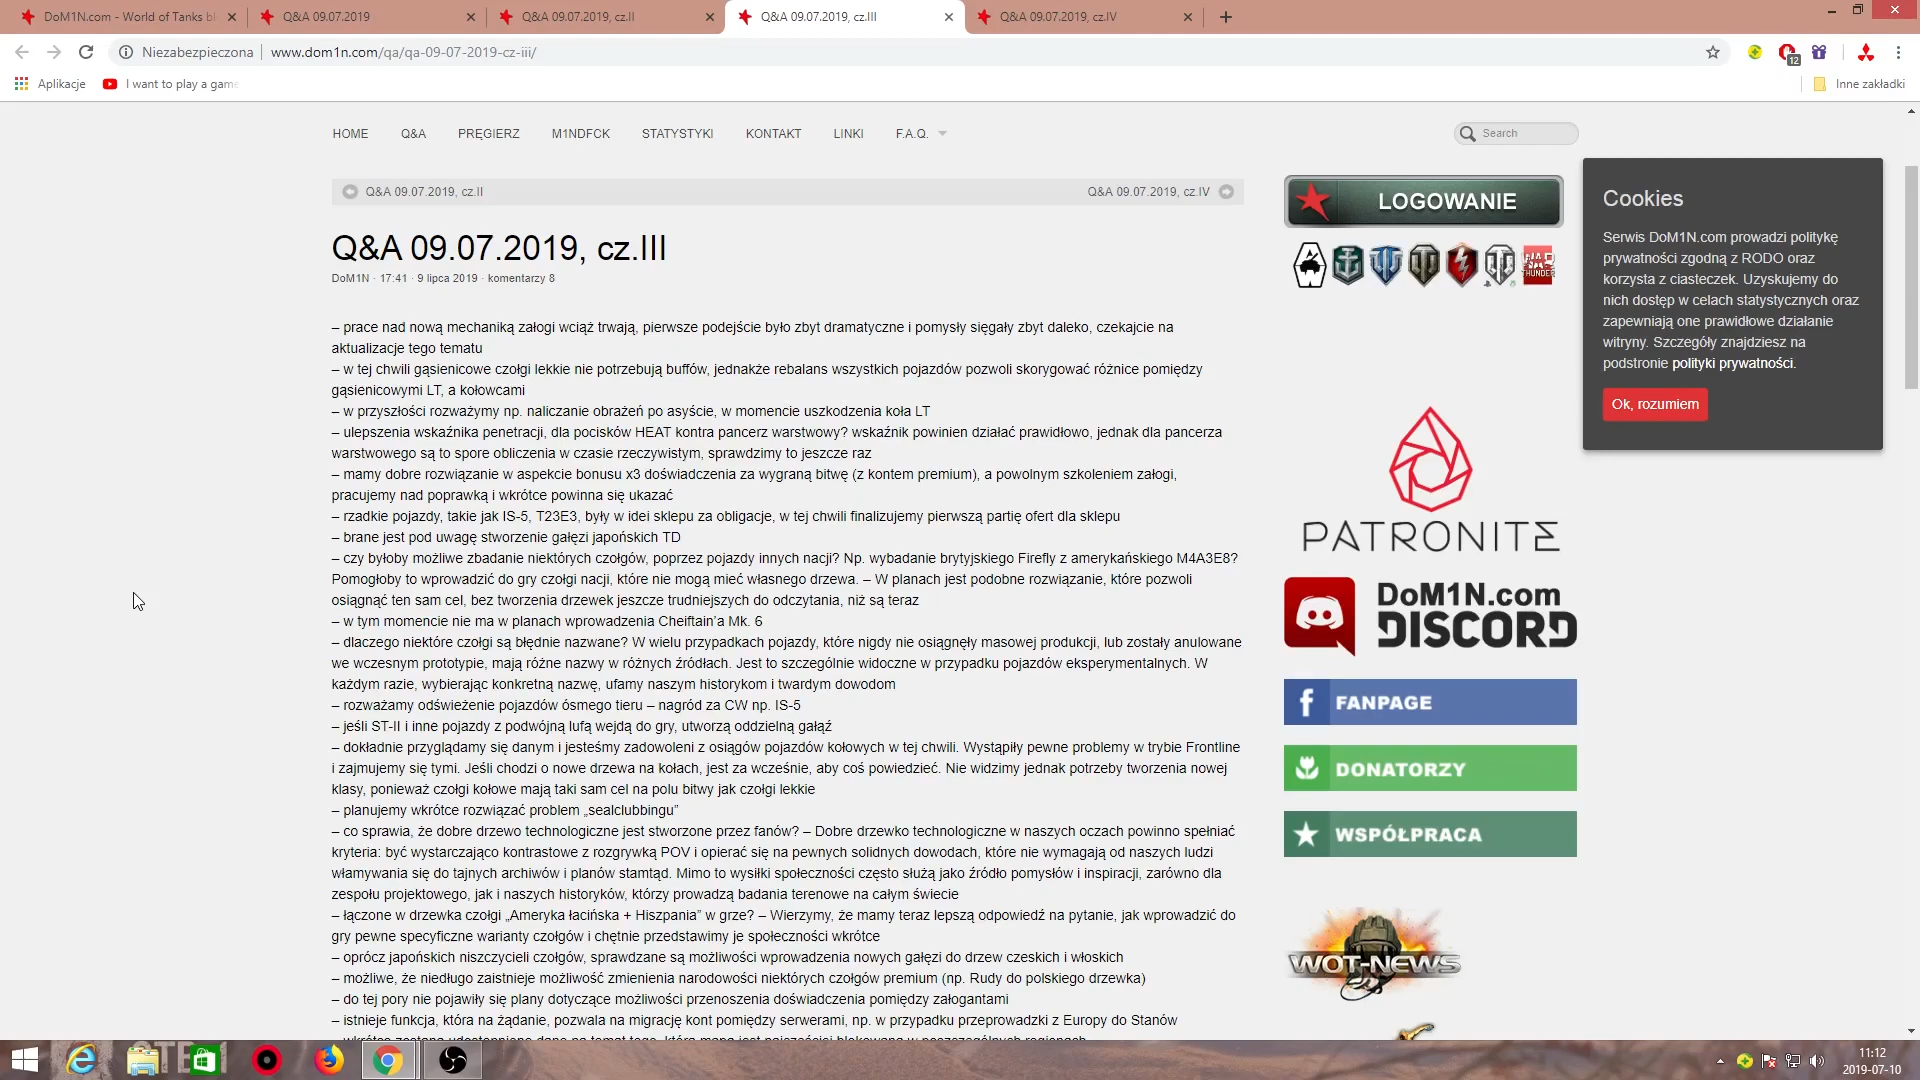 DoM1N.com - World of Tanks bl
Q&A 09.07.2019
Q&A 09.07.2019, cz.II
Q&A 09.07.2019, cz.III
Q&A 09.07.2019, cz.IV
Niezabezpieczona
www.dom1n.com/qa/qa-09-07-2019-cz-iii/
12
Aplikacje
I want to play a game
Inne zakładki
HOME
Q&A
PRĘGIERZ
M1NDFCK
STATYSTYKI
KONTAKT
LINKI
F.A.Q.
Search
Q&A 09.07.2019, cz.II
Q&A 09.07.2019, cz.IV
Q&A 09.07.2019, cz.III
DoM1N · 17:41 · 9 lipca 2019 · komentarzy 8
– prace nad nową mechaniką załogi wciąż trwają, pierwsze podejście było zbyt dramatyczne i pomysły sięgały zbyt daleko, czekajcie na
aktualizacje tego tematu
– w tej chwili gąsienicowe czołgi lekkie nie potrzebują buffów, jednakże rebalans wszystkich pojazdów pozwoli skorygować różnice pomiędzy
gąsienicowymi LT, a kołowcami
– w przyszłości rozważymy np. naliczanie obrażeń po asyście, w momencie uszkodzenia koła LT
– ulepszenia wskaźnika penetracji, dla pocisków HEAT kontra pancerz warstwowy? wskaźnik powinien działać prawidłowo, jednak dla pancerza
warstwowego są to spore obliczenia w czasie rzeczywistym, sprawdzimy to jeszcze raz
– mamy dobre rozwiązanie w aspekcie bonusu x3 doświadczenia za wygraną bitwę (z kontem premium), a powolnym szkoleniem załogi,
pracujemy nad poprawką i wkrótce powinna się ukazać
– rzadkie pojazdy, takie jak IS-5, T23E3, były w idei sklepu za obligacje, w tej chwili finalizujemy pierwszą partię ofert dla sklepu
– brane jest pod uwagę stworzenie gałęzi japońskich TD
– czy byłoby możliwe zbadanie niektórych czołgów, poprzez pojazdy innych nacji? Np. wybadanie brytyjskiego Firefly z amerykańskiego M4A3E8?
Pomogłoby to wprowadzić do gry czołgi nacji, które nie mogą mieć własnego drzewa. – W planach jest podobne rozwiązanie, które pozwoli
osiągnąć ten sam cel, bez tworzenia drzewek jeszcze trudniejszych do odczytania, niż są teraz
– w tym momencie nie ma w planach wprowadzenia Cheiftain’a Mk. 6
– dlaczego niektóre czołgi są błędnie nazwane? W wielu przypadkach pojazdy, które nigdy nie osiągnęły masowej produkcji, lub zostały anulowane
we wczesnym prototypie, mają różne nazwy w różnych źródłach. Jest to szczególnie widoczne w przypadku pojazdów eksperymentalnych. W
każdym razie, wybierając konkretną nazwę, ufamy naszym historykom i twardym dowodom
– rozważamy odświeżenie pojazdów ósmego tieru – nagród za CW np. IS-5
– jeśli ST-II i inne pojazdy z podwójną lufą wejdą do gry, utworzą oddzielną gałąź
– dokładnie przyglądamy się danym i jesteśmy zadowoleni z osiągów pojazdów kołowych w tej chwili. Wystąpiły pewne problemy w trybie Frontline
i zajmujemy się tymi. Jeśli chodzi o nowe drzewa na kołach, jest za wcześnie, aby coś powiedzieć. Nie widzimy jednak potrzeby tworzenia nowej
klasy, ponieważ czołgi kołowe mają taki sam cel na polu bitwy jak czołgi lekkie
– planujemy wkrótce rozwiązać problem „sealclubbingu”
– co sprawia, że dobre drzewo technologiczne jest stworzone przez fanów? – Dobre drzewko technologiczne w naszych oczach powinno spełniać
kryteria: być wystarczająco kontrastowe z rozgrywką POV i opierać się na pewnych solidnych dowodach, które nie wymagają od naszych ludzi
włamywania się do tajnych archiwów i planów stamtąd. Mimo to wysiłki społeczności często służą jako źródło pomysłów i inspiracji, zarówno dla
zespołu projektowego, jak i naszych historyków, którzy prowadzą badania terenowe na całym świecie
– łączone w drzewka czołgi „Ameryka łacińska + Hiszpania” w grze? – Wierzymy, że mamy teraz lepszą odpowiedź na pytanie, jak wprowadzić do
gry pewne specyficzne warianty czołgów i chętnie przedstawimy je społeczności wkrótce
– oprócz japońskich niszczycieli czołgów, sprawdzane są możliwości wprowadzenia nowych gałęzi do drzew czeskich i włoskich
– możliwe, że niedługo zaistnieje możliwość zmienienia narodowości niektórych czołgów premium (np. Rudy do polskiego drzewka)
– do tej pory nie pojawiły się plany dotyczące możliwości przenoszenia doświadczenia pomiędzy załogantami
– istnieje funkcja, która na żądanie, pozwala na migrację kont pomiędzy serwerami, np. w przypadku przeprowadzki z Europy do Stanów
LOGOWANIE
WAR THUNDER
PATRONITE
DoM1N.com
DISCORD
FANPAGE
DONATORZY
WSPÓŁPRACA
WOT-NEWS
Cookies
Serwis DoM1N.com prowadzi politykę
prywatności zgodną z RODO oraz
korzysta z ciasteczek. Uzyskujemy do
nich dostęp w celach statystycznych oraz
zapewniają one prawidłowe działanie
witryny. Szczegóły znajdziesz na
podstronie polityki prywatności.
Ok, rozumiem
11:12
2019-07-10